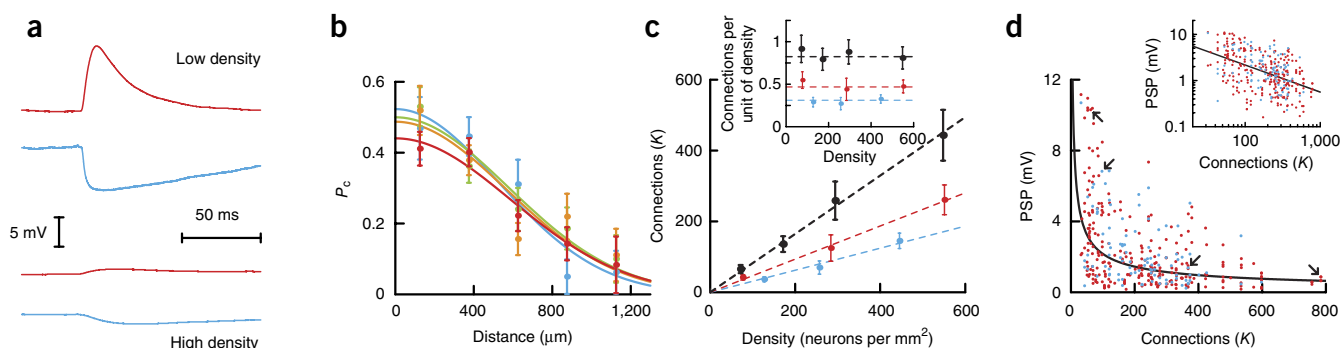 a
Low density
50 ms
5 mV
High density
b
0.6
0.4
0.2
0
Pc
0 400 800 1,200
Distance (μm)
c
Connections per
unit of density
1
0.5
0
0 200 400 600
Density
600
400
200
0
Connections (K)
0 200 400 600
Density (neurons per mm²)
d
PSP (mV)
10
1
0.1
100 1,000
Connections (K)
12
8
4
0
PSP (mV)
0 200 400 600 800
Connections (K)